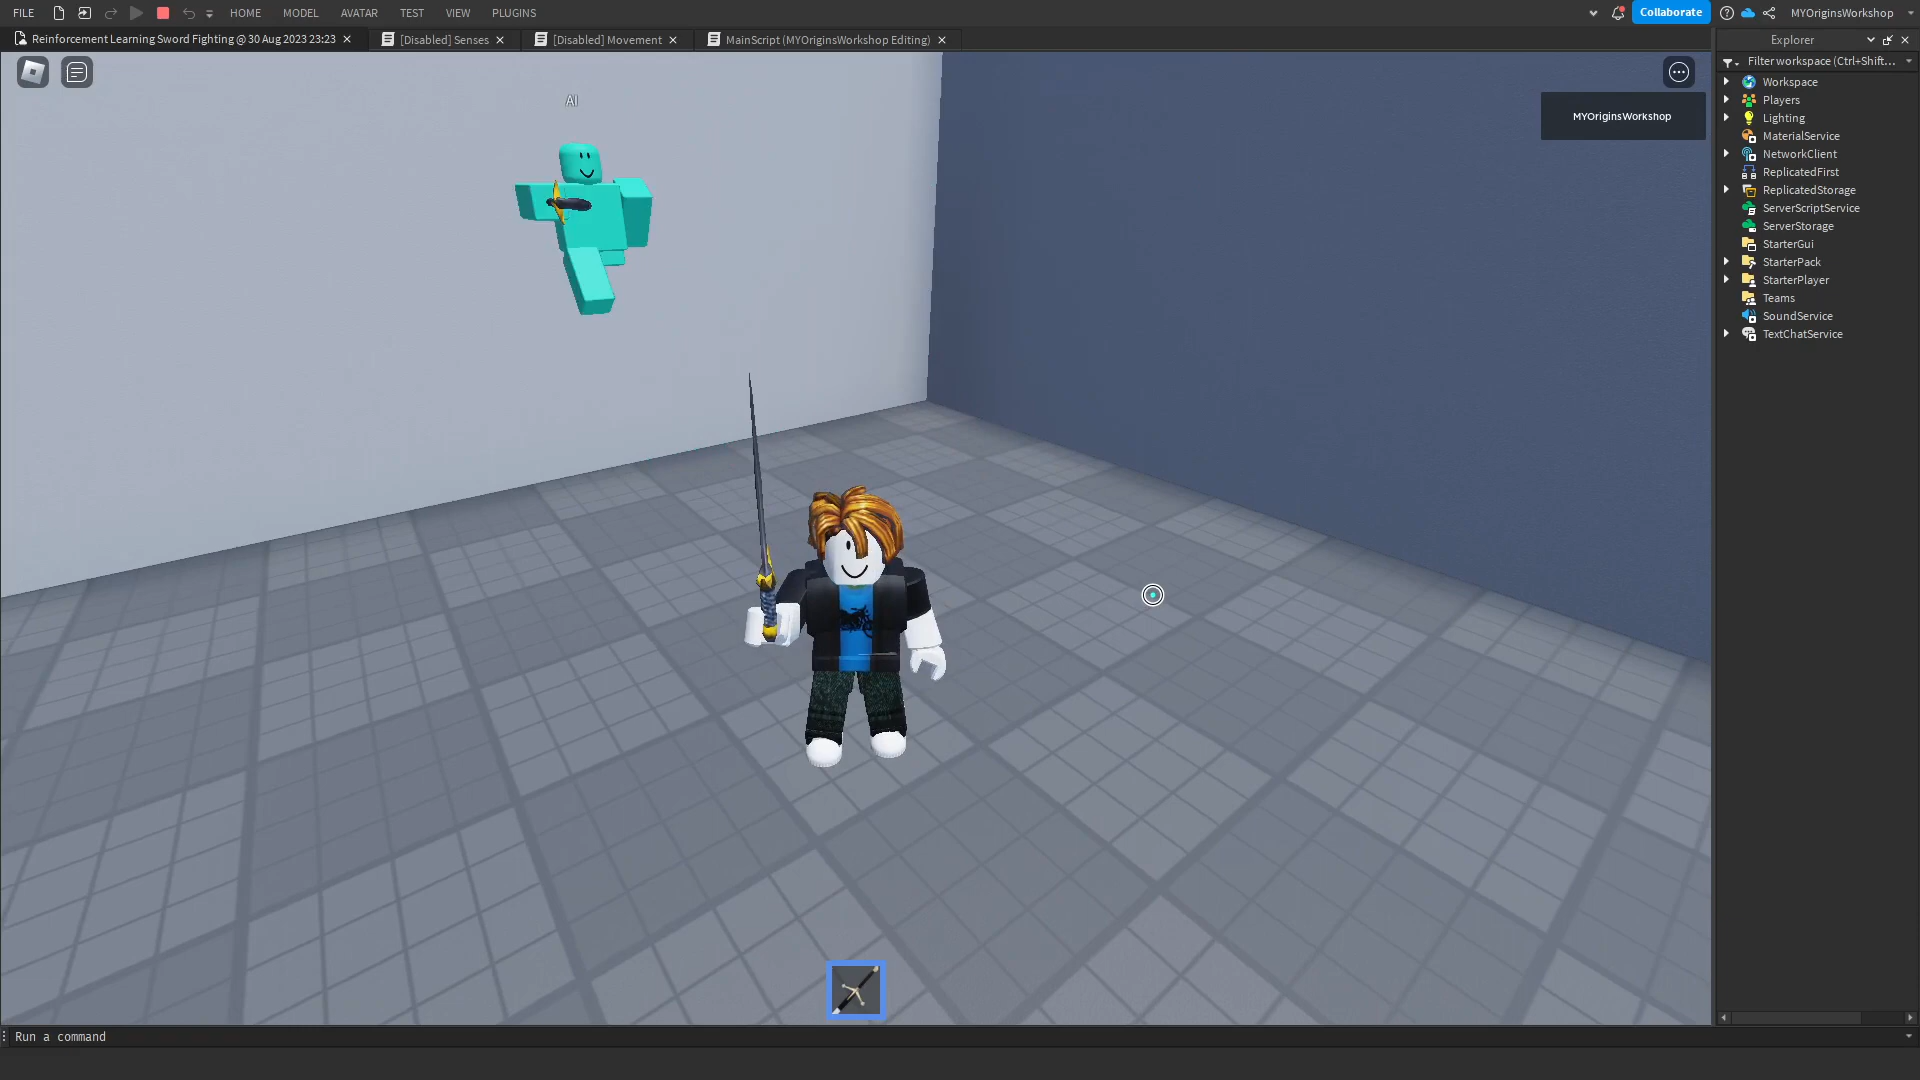 FILE HOME MODEL AVATAR TEST VIEW PLUGINS Collaborate MYOriginsWorkshop
Reinforcement Learning Sword Fighting @ 30 Aug 2023 23:23 [Disabled] Senses [Disabled] Movement MainScript (MYOriginsWorkshop Editing)
Explorer
Filter workspace (Ctrl+Shift...
AI
MYOriginsWorkshop
Workspace
Players
Lighting
MaterialService
NetworkClient
ReplicatedFirst
ReplicatedStorage
ServerScriptService
ServerStorage
StarterGui
StarterPack
StarterPlayer
Teams
SoundService
TextChatService
Run a command